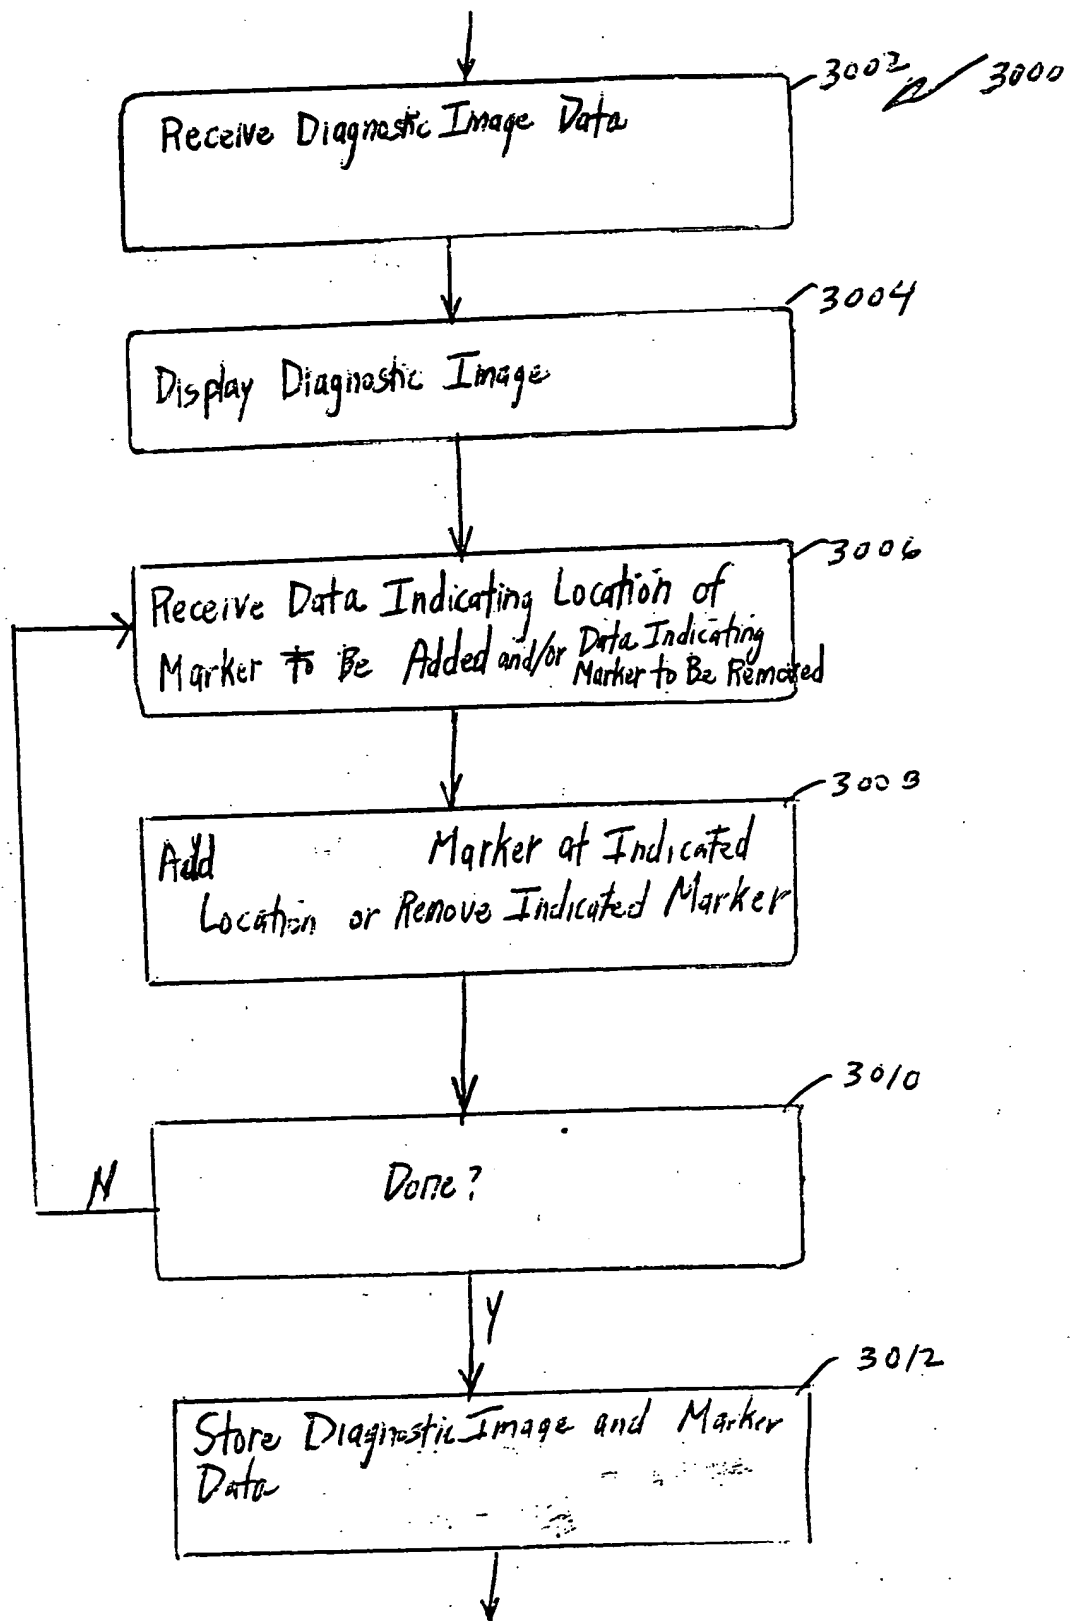 3002
3000
Receive Diagnostic Image Data
3004
Display Diagnostic Image
3006
Receive Data Indicating Location of
Marker to Be Added and/or Data Indicating
Marker to Be Removed
3008
Add Marker at Indicated
Location or Remove Indicated Marker
3010
Done?
N
Y
3012
Store Diagnostic Image and Marker
Data